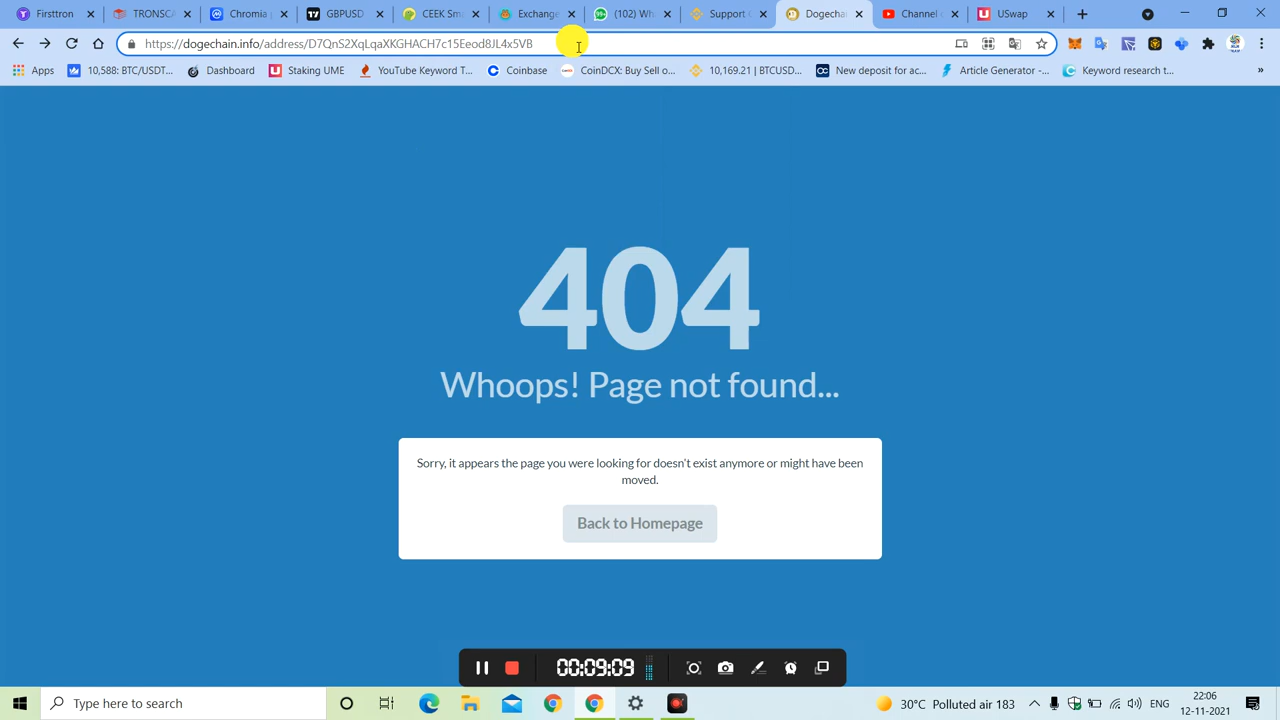 Firsttron
TRONSCA
Chromia
GBPUSD
CEEK Sm
Exchange
(102) Wh
Support C
Dogechai
Channel c
USwap
https://dogechain.info/address/D7QnS2XqLqaXKGHACH7c15Eeod8JL4x5VB
Apps
10,588: BTC/USDT...
Dashboard
Staking UMS...
YouTube Keyword T...
Coinbase
CoinDCX: Buy Sell o...
10,169.21 | BTCUSD...
New deposit for ac...
Article Generator -...
Keyword research t...
»
404
Whoops! Page not found...
Sorry, it appears the page you were looking for doesn't exist anymore or might have been
moved.
Back to Homepage
00:09:09
Type here to search
30°C Polluted air 183
ENG
22:06
12-11-2021